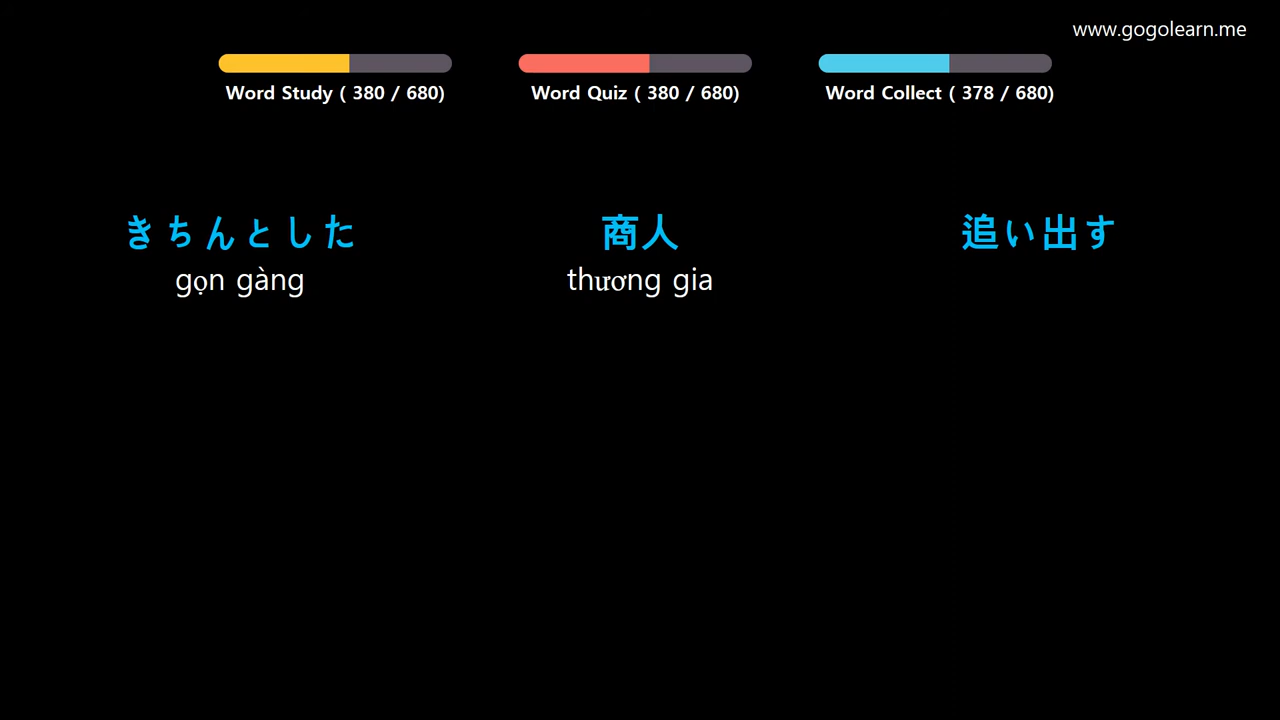 www.gogolearn.me
Word Study ( 380 / 680)
Word Quiz ( 380 / 680)
Word Collect ( 378 / 680)
きちんとした
gọn gàng
商人
thương gia
追い出す